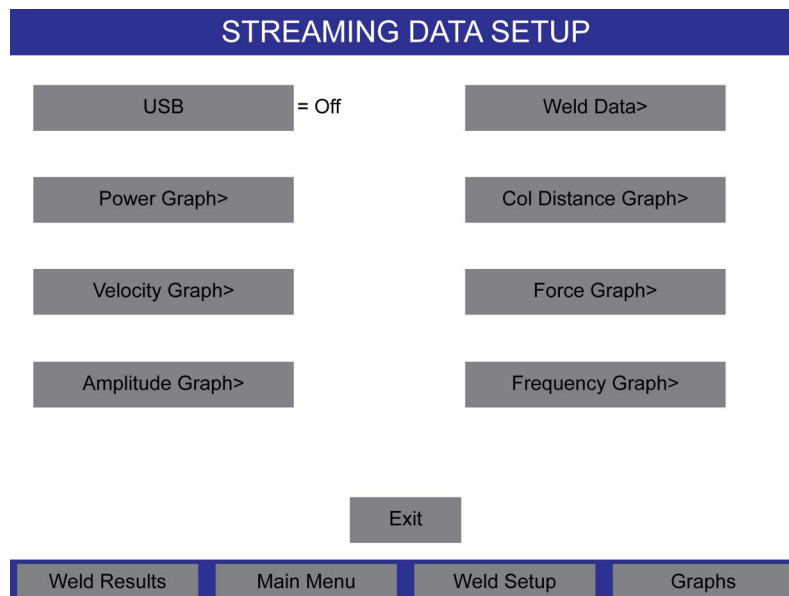 STREAMING DATA SETUP
USB = Off
Weld Data>
Power Graph>
Col Distance Graph>
Velocity Graph>
Force Graph>
Amplitude Graph>
Frequency Graph>
Exit
Weld Results
Main Menu
Weld Setup
Graphs